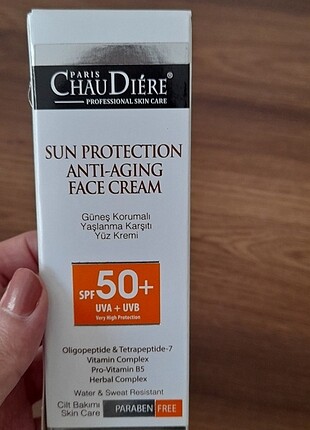 PARIS
CHAUDIÉRE®
PROFESSIONAL SKIN CARE
SUN PROTECTION
ANTI-AGING
FACE CREAM
Güneş Korumalı
Yaşlanma Karşıtı
Yüz Kremi
SPF 50+
UVA + UVB
Very High Protection
Oligopeptide & Tetrapeptide-7
Vitamin Complex
Pro-Vitamin B5
Herbal Complex
Water & Sweat Resistant
Cilt Bakımı
Skin Care
PARABEN FREE